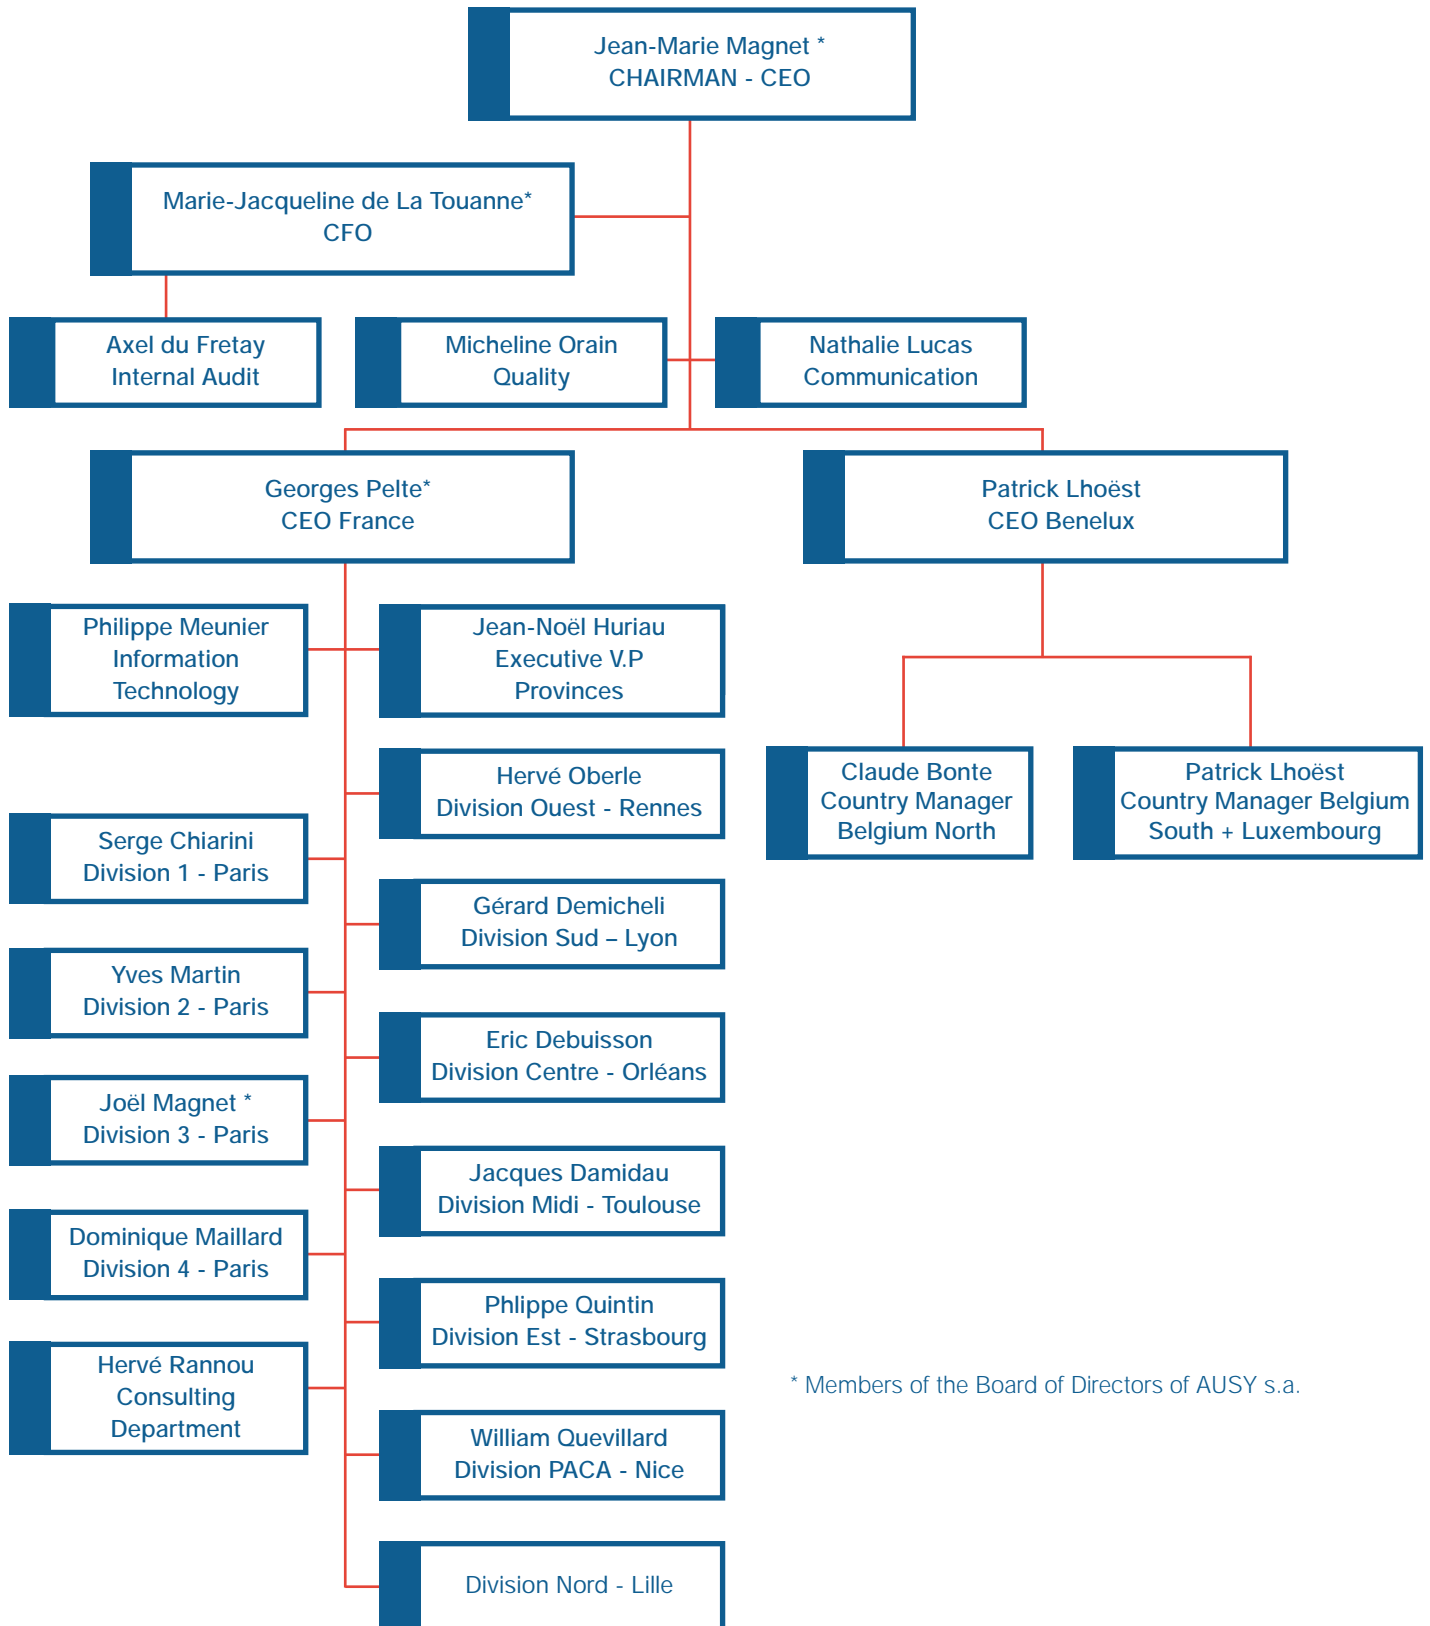 Jean-Marie Magnet *
CHAIRMAN - CEO
Marie-Jacqueline de La Touanne*
CFO
Axel du Fretay
Internal Audit
Micheline Orain
Quality
Nathalie Lucas
Communication
Georges Pelte*
CEO France
Patrick Lhoëst
CEO Benelux
Philippe Meunier
Information
Technology
Jean-Noël Huriau
Executive V.P
Provinces
Hervé Oberle
Division Ouest - Rennes
Claude Bonte
Country Manager
Belgium North
Patrick Lhoëst
Country Manager Belgium
South + Luxembourg
Serge Chiarini
Division 1 - Paris
Gérard Demicheli
Division Sud – Lyon
Yves Martin
Division 2 - Paris
Eric Debuisson
Division Centre - Orléans
Joël Magnet *
Division 3 - Paris
Jacques Damidau
Division Midi - Toulouse
Dominique Maillard
Division 4 - Paris
Phlippe Quintin
Division Est - Strasbourg
Hervé Rannou
Consulting
Department
* Members of the Board of Directors of AUSY s.a.
William Quevillard
Division PACA - Nice
Division Nord - Lille